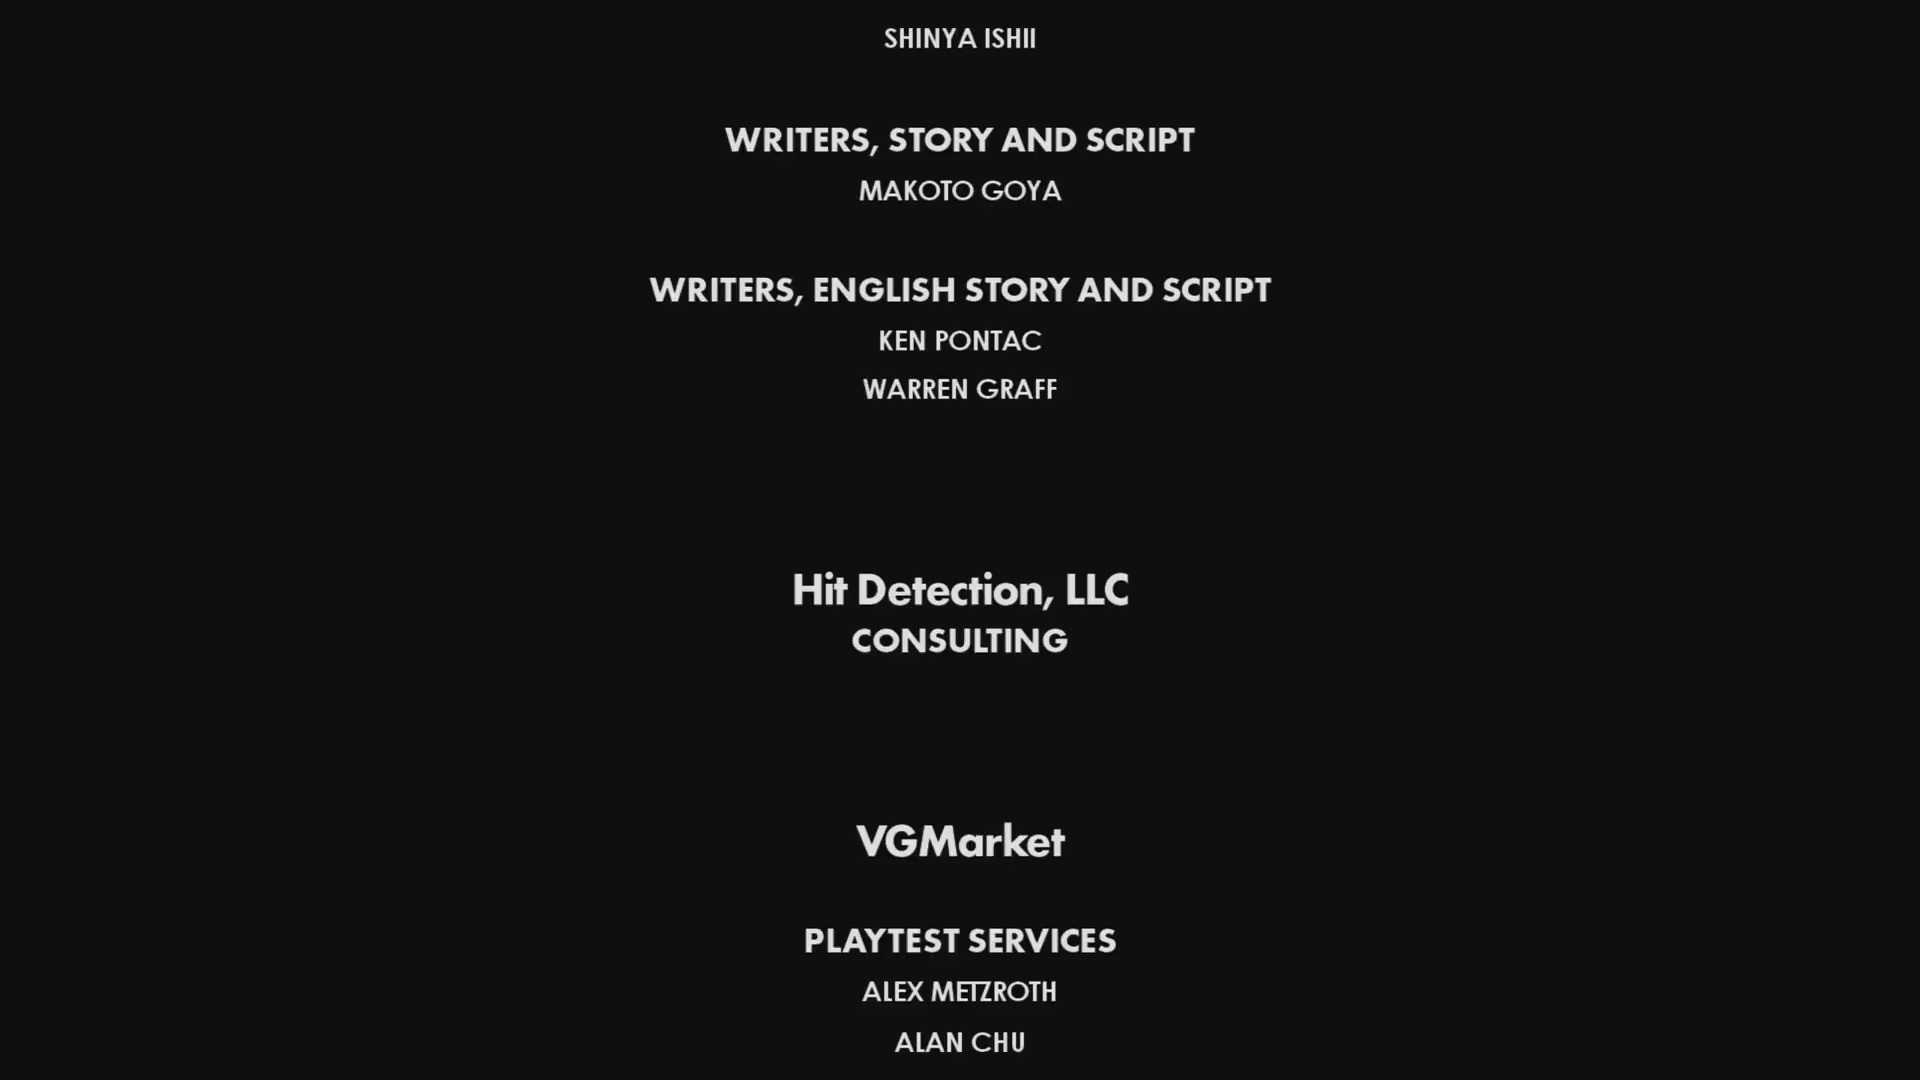 SHINYA ISHII
WRITERS, STORY AND SCRIPT
MAKOTO GOYA
WRITERS, ENGLISH STORY AND SCRIPT
KEN PONTAC
WARREN GRAFF
Hit Detection, LLC
CONSULTING
VGMarket
PLAYTEST SERVICES
ALEX METZROTH
ALAN CHU